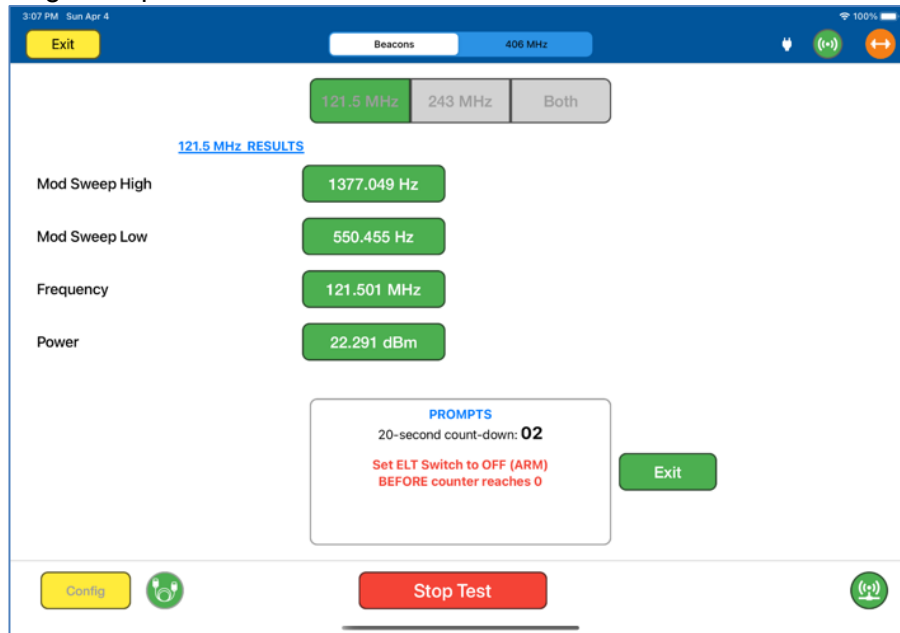 3:07 PM Sun Apr 4
100%
Exit
Beacons
406 MHz
121.5 MHz
243 MHz
Both
121.5 MHz RESULTS
Mod Sweep High
1377.049 Hz
Mod Sweep Low
550.455 Hz
Frequency
121.501 MHz
Power
22.291 dBm
PROMPTS
20-second count-down: 02
Set ELT Switch to OFF (ARM)
BEFORE counter reaches 0
Exit
Config
Stop Test